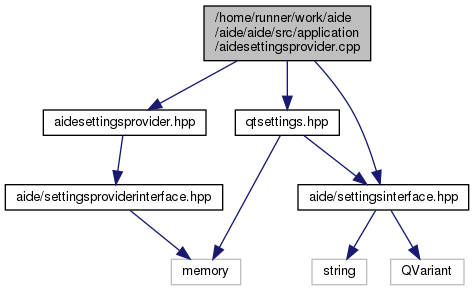 /home/runner/work/aide
/aide/aide/src/application
/aidesettingsprovider.cpp
aidesettingsprovider.hpp
qtsettings.hpp
aide/settingsproviderinterface.hpp
aide/settingsinterface.hpp
memory
string
QVariant